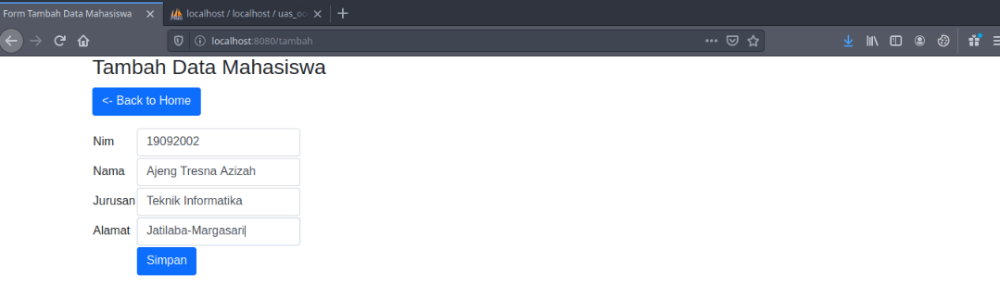 Form Tambah Data Mahasiswa
localhost / localhost / uas_
localhost:8080/tambah
Tambah Data Mahasiswa
<- Back to Home
Nim 19092002
Nama Ajeng Tresna Azizah
Jurusan Teknik Informatika
Alamat Jatilaba-Margasari
Simpan